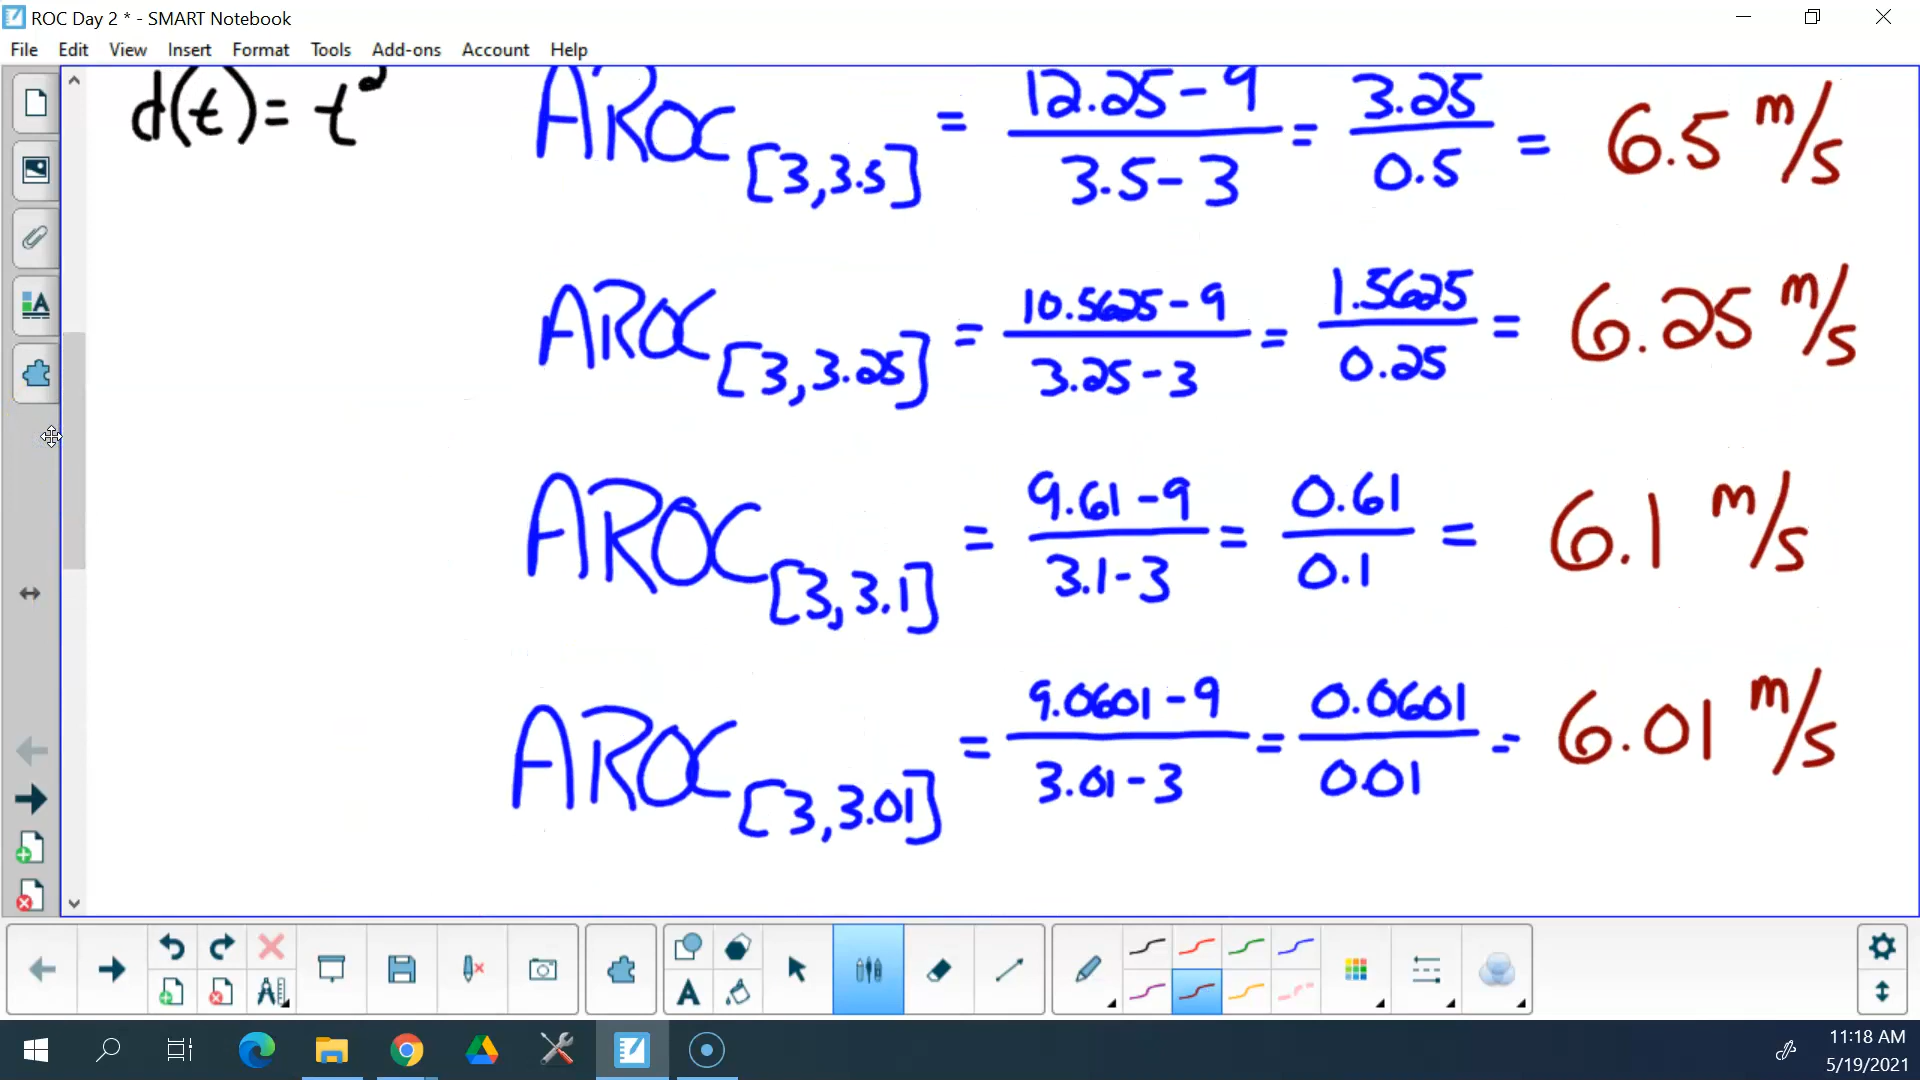 ROC Day 2 * - SMART Notebook
File Edit View Insert Format Tools Add-ons Account Help
d(t) = t² AROC[3,3.5] = 12.25-9/3.5-3 = 3.25/0.5 = 6.5 m/s
AROC[3,3.25] = 10.5625-9/3.25-3 = 1.5625/0.25 = 6.25 m/s
AROC[3,3.1] = 9.61-9/3.1-3 = 0.61/0.1 = 6.1 m/s
AROC[3,3.01] = 9.0601-9/3.01-3 = 0.0601/0.01 = 6.01 m/s
11:18 AM
5/19/2021